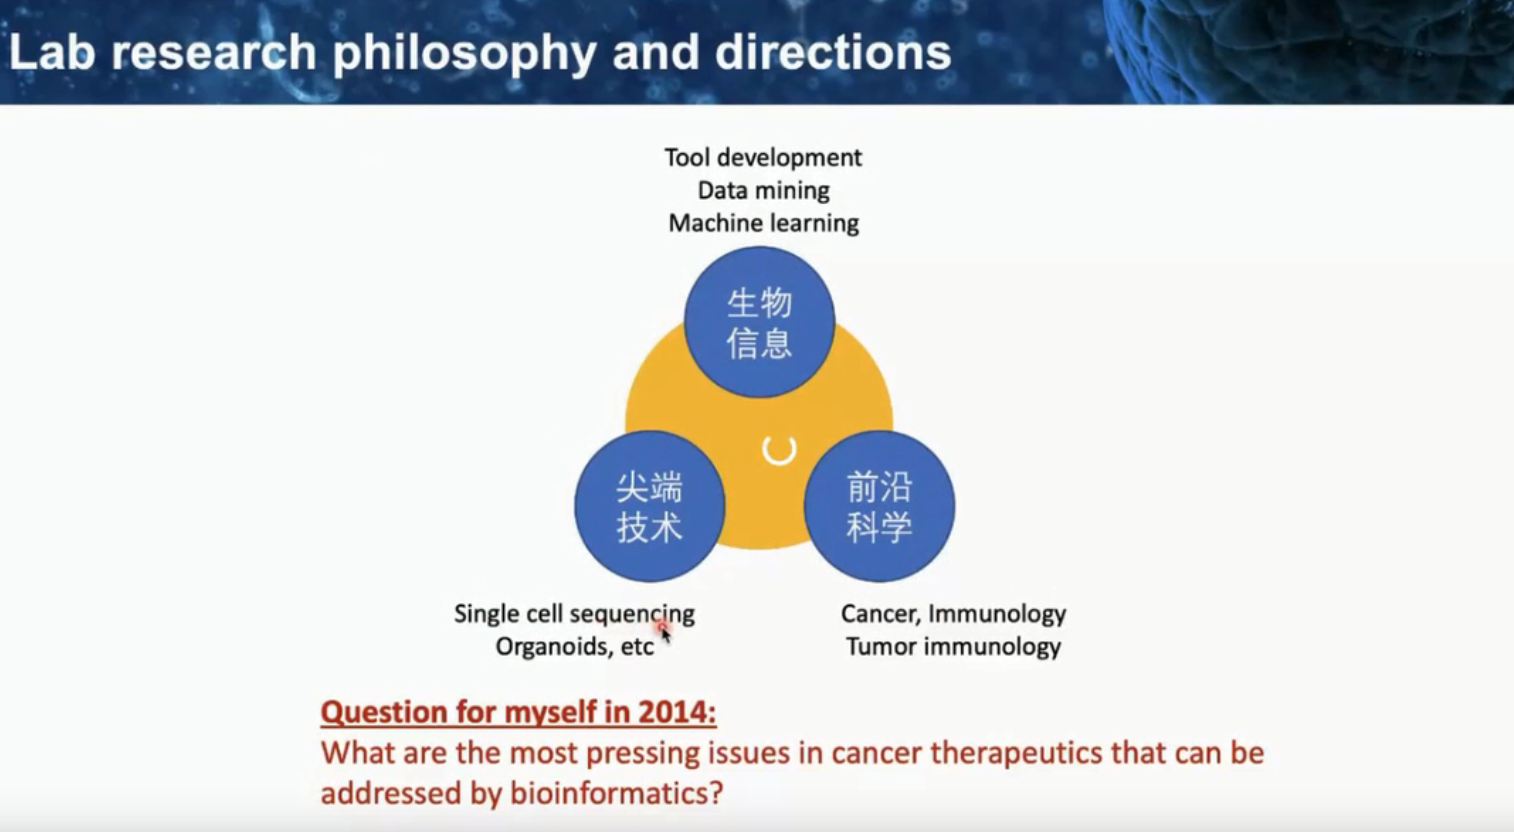 Lab research philosophy and directions
Tool development
Data mining
Machine learning
生物
信息
尖端
技术
前沿
科学
Single cell sequencing
Organoids, etc
Cancer, Immunology
Tumor immunology
Question for myself in 2014:
What are the most pressing issues in cancer therapeutics that can be
addressed by bioinformatics?